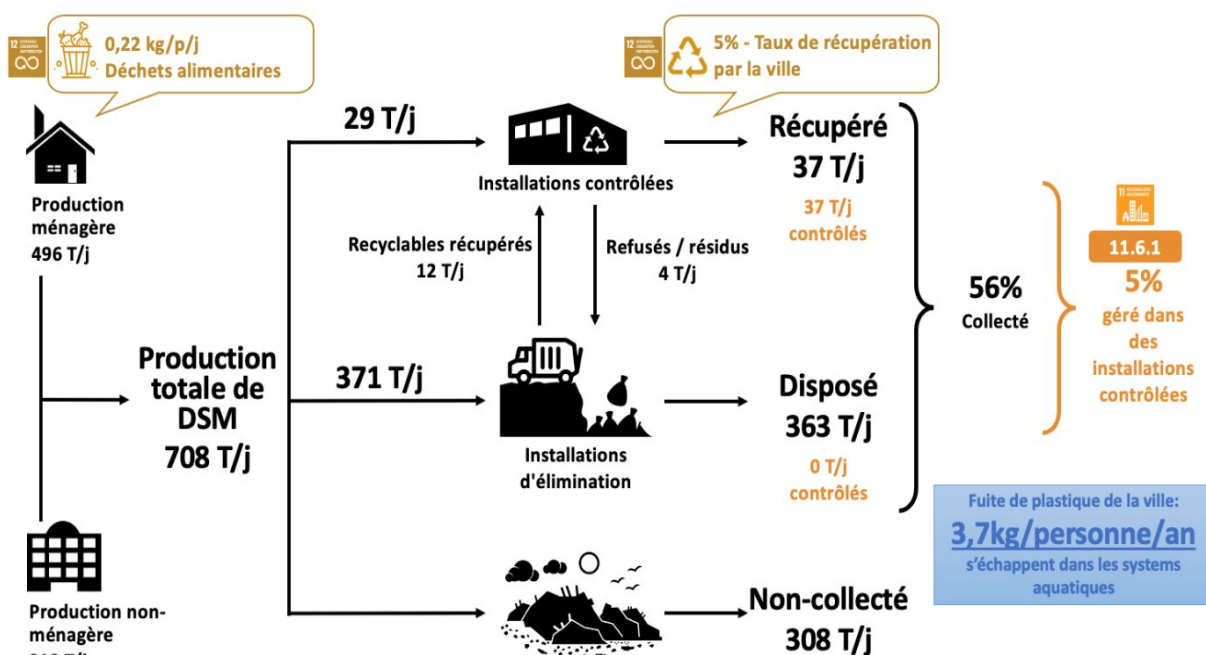 0,22 kg/p/j
Déchets alimentaires
5% - Taux de récupération
par la ville
12
12
Production
ménagère
496 T/j
29 T/j
Installations contrôlées
Récupéré
37 T/j
37 T/j
contrôlés
Recyclables récupérés
12 T/j
Refusés / résidus
4 T/j
Production
totale de
DSM
708 T/j
371 T/j
Installations
d'élimination
Disposé
363 T/j
0 T/j
contrôlés
56%
Collecté
11
11.6.1
5%
géré dans
des
installations
contrôlées
Fuite de plastique de la ville:
3,7kg/personne/an
s'échappent dans les systems
aquatiques
Production non-
ménagère
Non-collecté
308 T/j